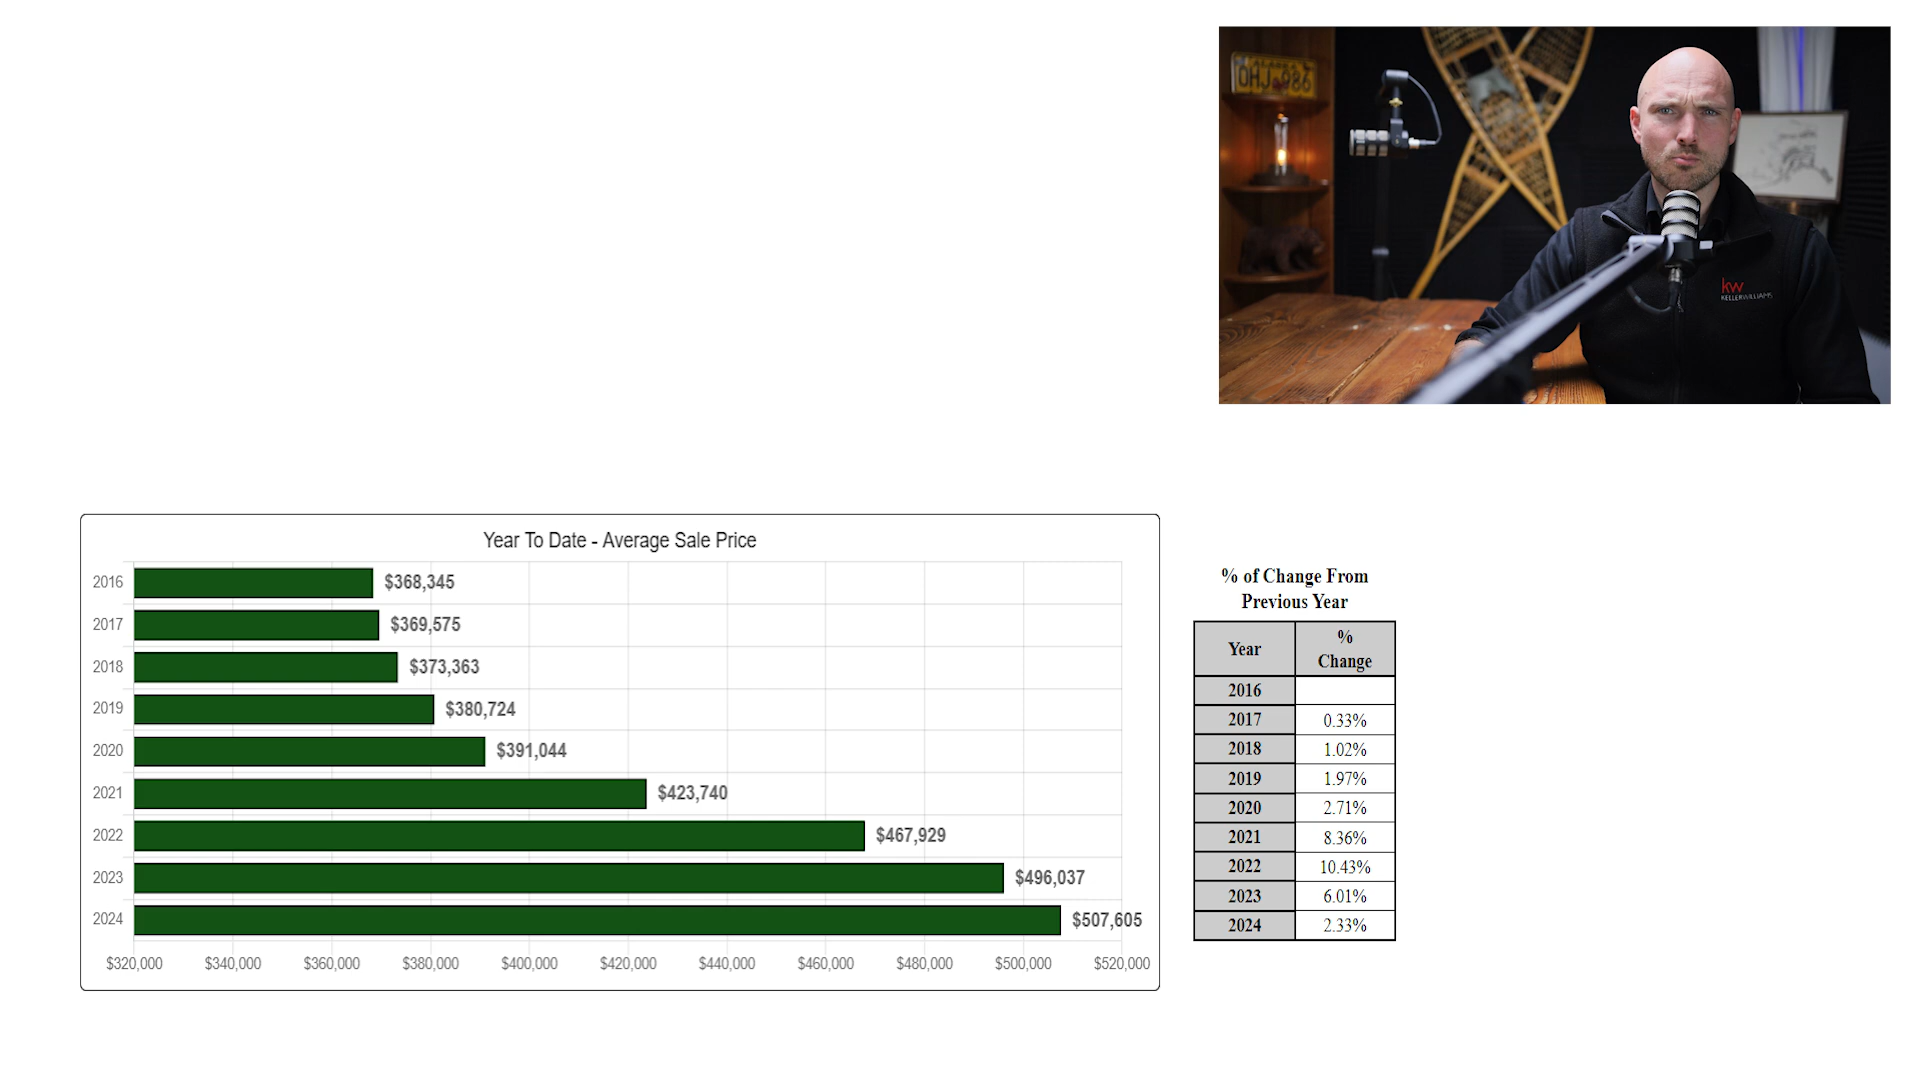 ALASKA
OHJ 986
kw
KELLERWILLIAMS
Year To Date - Average Sale Price
2016 $368,345
2017 $369,575
2018 $373,363
2019 $380,724
2020 $391,044
2021 $423,740
2022 $467,929
2023 $496,037
2024 $507,605
$320,000 $340,000 $360,000 $380,000 $400,000 $420,000 $440,000 $460,000 $480,000 $500,000 $520,000
% of Change From
Previous Year
Year % Change
2016
2017 0.33%
2018 1.02%
2019 1.97%
2020 2.71%
2021 8.36%
2022 10.43%
2023 6.01%
2024 2.33%